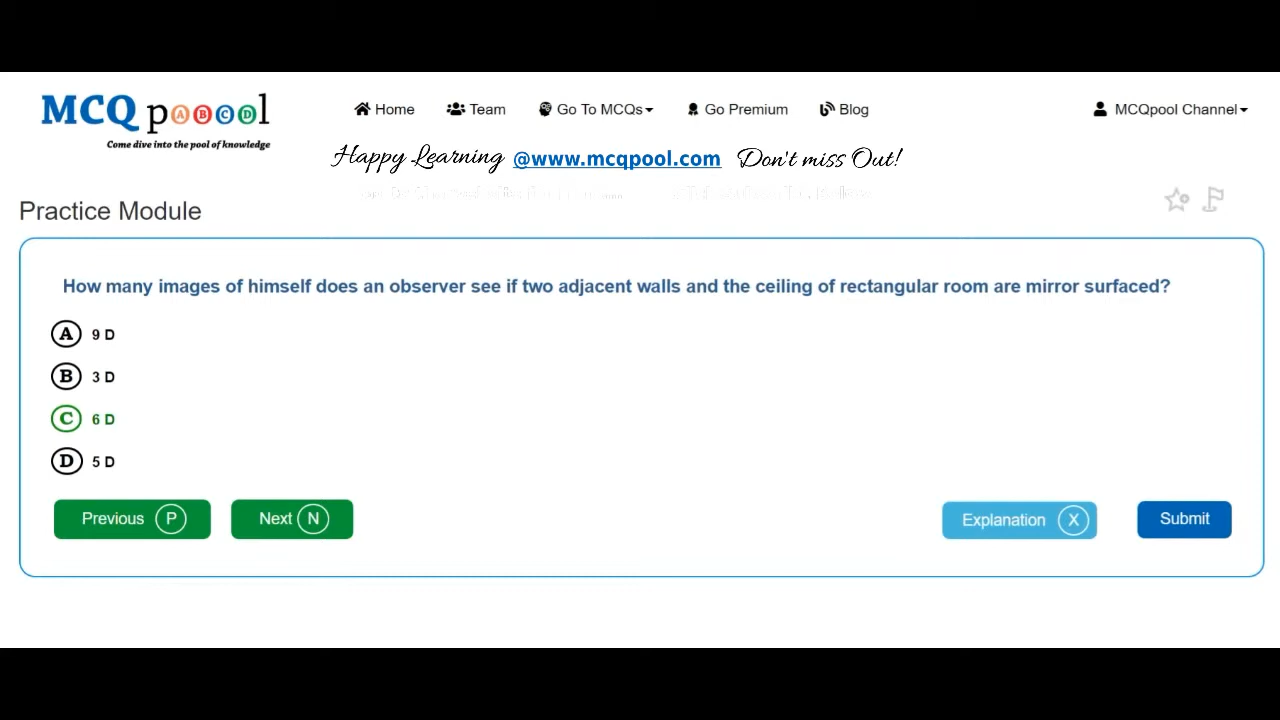 MCQ pooool
Come dive into the pool of knowledge
Home Team Go To MCQs Go Premium Blog MCQpool Channel
Happy Learning @www.mcqpool.com Don't miss Out!
Practice Module
How many images of himself does an observer see if two adjacent walls and the ceiling of rectangular room are mirror surfaced?
A 9 D
B 3 D
C 6 D
D 5 D
Previous P Next N Explanation X Submit